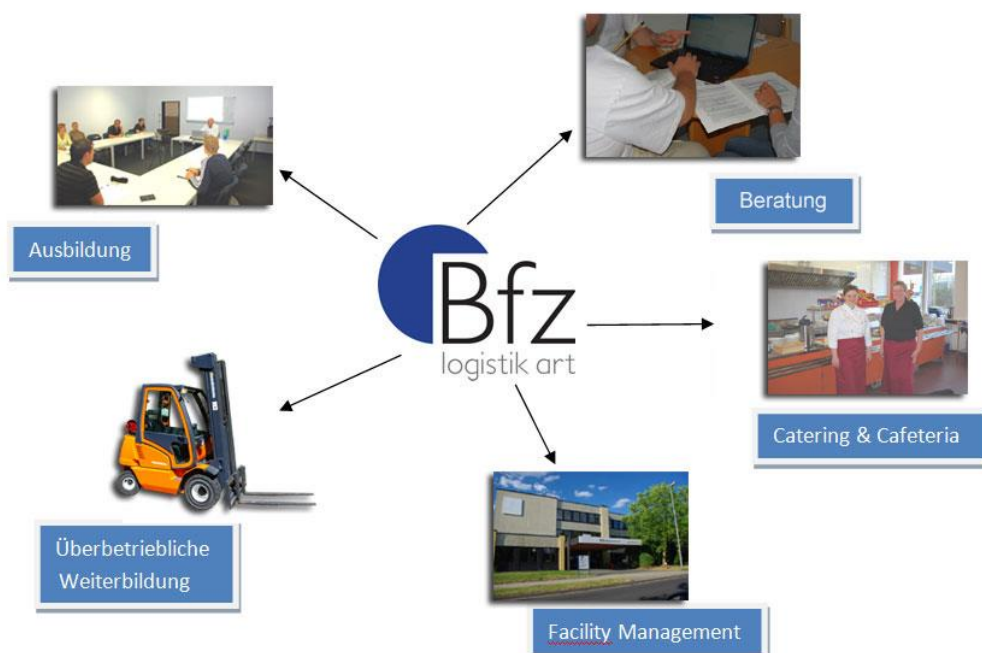 Beratung
Ausbildung
Bfz
logistik art
Catering & Cafeteria
Überbetriebliche
Weiterbildung
Facility Management